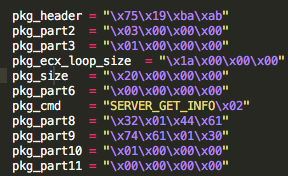 pkg_header = "\x75\x19\xba\xab"
pkg_part2 = "\x03\x00\x00\x00"
pkg_part3 = "\x01\x00\x00\x00"
pkg_ecx_loop_size = "\x1a\x00\x00\x00"
pkg_size = "\x20\x00\x00\x00"
pkg_part6 = "\x00\x00\x00\x00"
pkg_cmd = "SERVER_GET_INFO\x02"
pkg_part8 = "\x32\x01\x44\x61"
pkg_part9 = "\x74\x61\x01\x30"
pkg_part10 = "\x01\x00\x00\x00"
pkg_part11 = "\x00\x00\x00\x00"